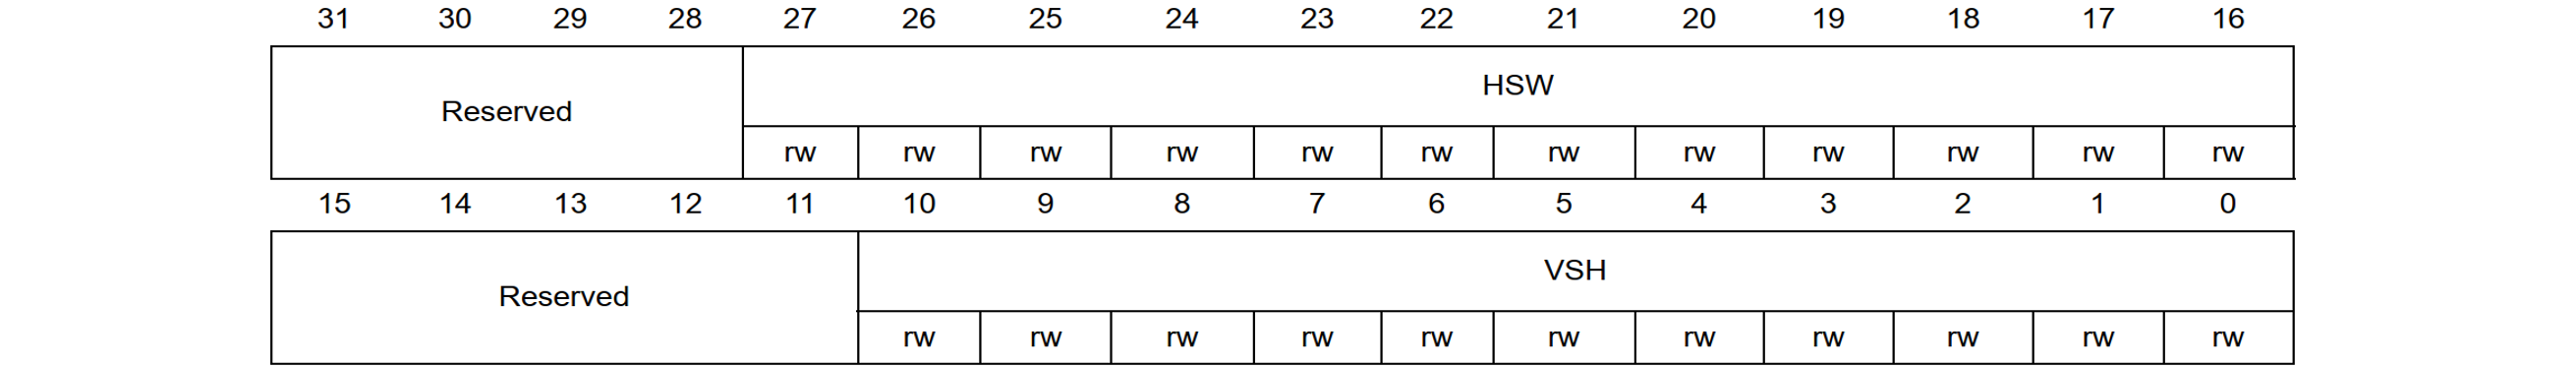 31 30 29 28 27 26 25 24 23 22 21 20 19 18 17 16
Reserved HSW
rw rw rw rw rw rw rw rw rw rw rw rw
15 14 13 12 11 10 9 8 7 6 5 4 3 2 1 0
Reserved VSH
rw rw rw rw rw rw rw rw rw rw rw